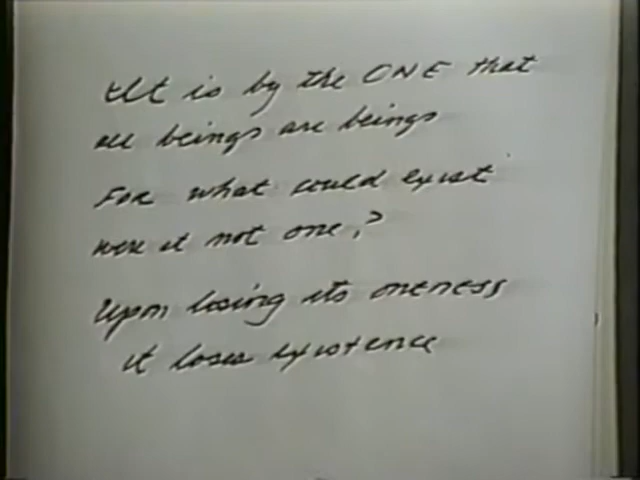 It is by the ONE that
all beings are beings
For what could exist
were it not one,?
Upon losing its oneness
it loses existence